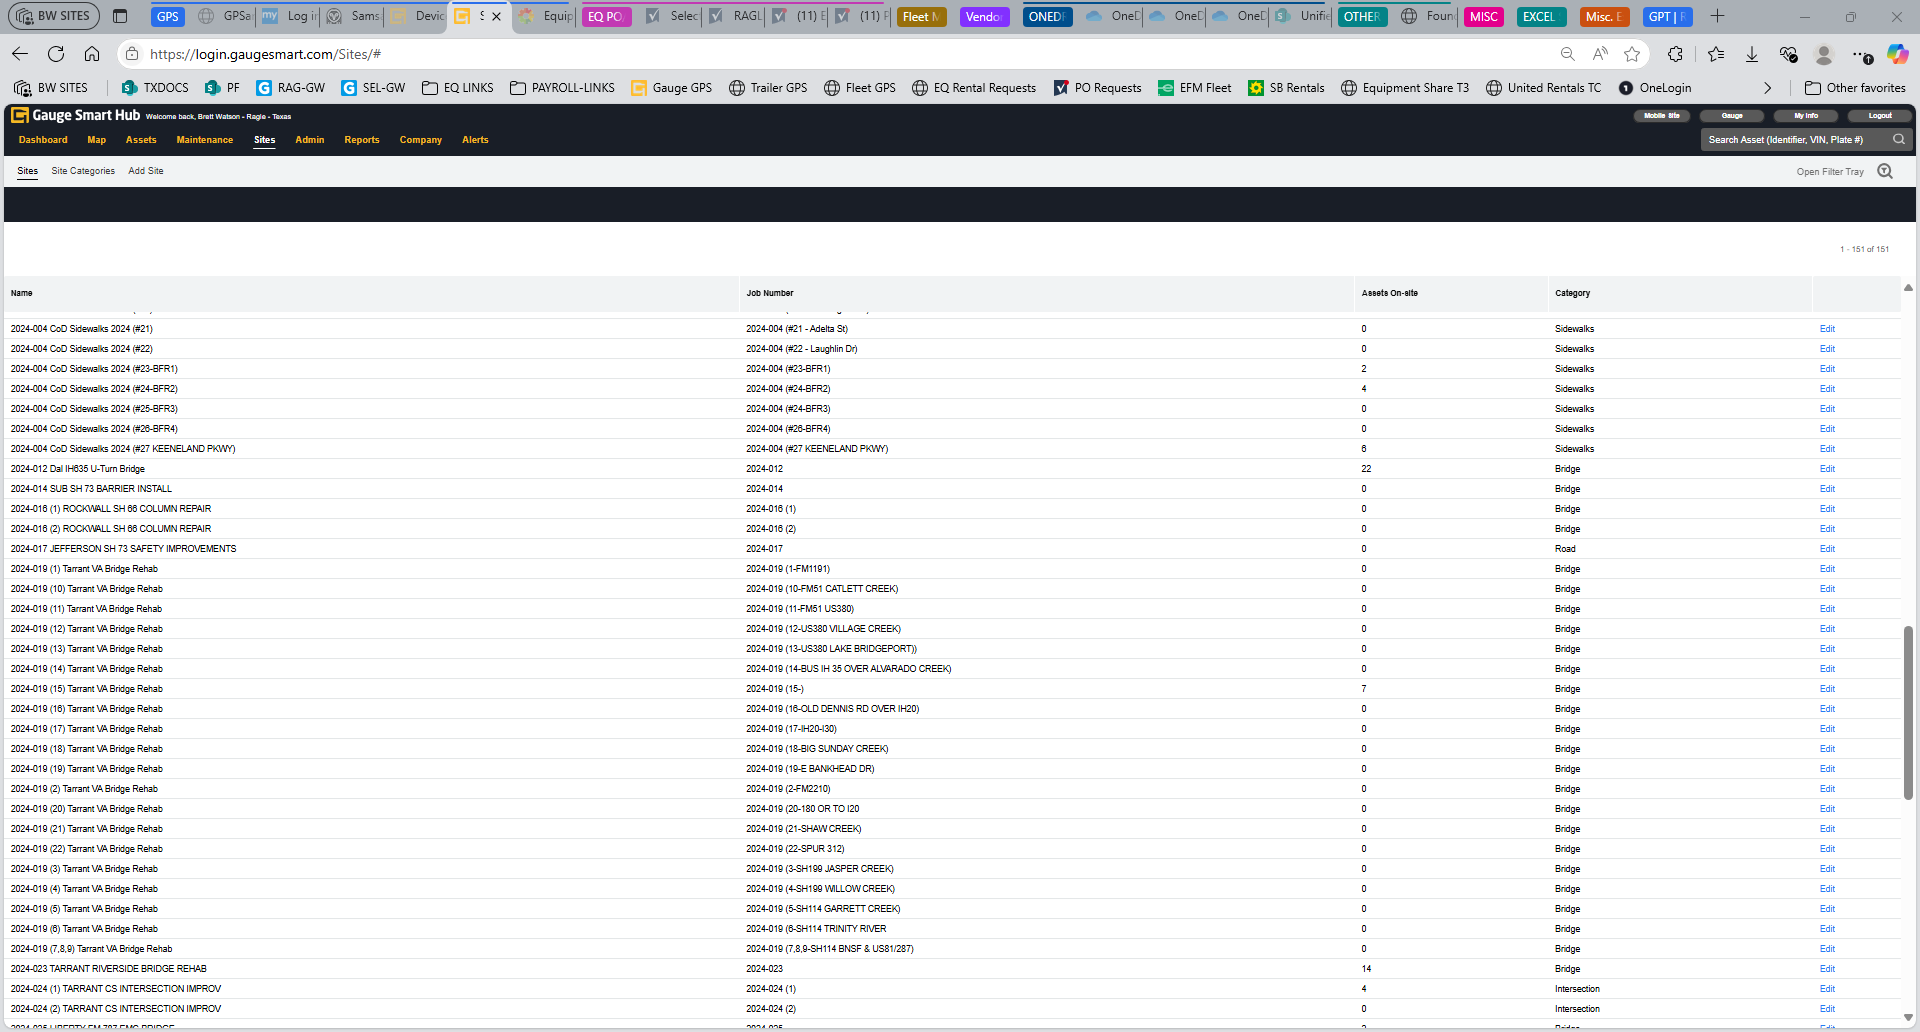 BW SITES GPS GPSa Log in Sams Devic S Equip EQ PO Selec RAGL (11) E (11) F Fleet M Vendor ONED OneD OneD OneD Unifie OTHER Foun MISC EXCEL Misc. E GPT | R
https://login.gaugesmart.com/Sites/#
BW SITES TXDOCS PF RAG-GW SEL-GW EQ LINKS PAYROLL-LINKS Gauge GPS Trailer GPS Fleet GPS EQ Rental Requests PO Requests EFM Fleet SB Rentals Equipment Share T3 United Rentals TC OneLogin Other favorites
Gauge Smart Hub Welcome back, Brett Watson - Ragle - Texas Mobile Site Gauge My Info Logout
Dashboard Map Assets Maintenance Sites Admin Reports Company Alerts Search Asset (Identifier, VIN, Plate #)
Sites Site Categories Add Site Open Filter Tray
1 - 151 of 151
Name Job Number Assets On-site Category
2024-004 CoD Sidewalks 2024 (#21) 2024-004 (#21 - Adelta St) 0 Sidewalks Edit
2024-004 CoD Sidewalks 2024 (#22) 2024-004 (#22 - Laughlin Dr) 0 Sidewalks Edit
2024-004 CoD Sidewalks 2024 (#23-BFR1) 2024-004 (#23-BFR1) 2 Sidewalks Edit
2024-004 CoD Sidewalks 2024 (#24-BFR2) 2024-004 (#24-BFR2) 4 Sidewalks Edit
2024-004 CoD Sidewalks 2024 (#25-BFR3) 2024-004 (#24-BFR3) 0 Sidewalks Edit
2024-004 CoD Sidewalks 2024 (#26-BFR4) 2024-004 (#26-BFR4) 0 Sidewalks Edit
2024-004 CoD Sidewalks 2024 (#27 KEENELAND PKWY) 2024-004 (#27 KEENELAND PKWY) 6 Sidewalks Edit
2024-012 Dal IH635 U-Turn Bridge 2024-012 22 Bridge Edit
2024-014 SUB SH 73 BARRIER INSTALL 2024-014 0 Bridge Edit
2024-016 (1) ROCKWALL SH 66 COLUMN REPAIR 2024-016 (1) 0 Bridge Edit
2024-016 (2) ROCKWALL SH 66 COLUMN REPAIR 2024-016 (2) 0 Bridge Edit
2024-017 JEFFERSON SH 73 SAFETY IMPROVEMENTS 2024-017 0 Road Edit
2024-019 (1) Tarrant VA Bridge Rehab 2024-019 (1-FM1191) 0 Bridge Edit
2024-019 (10) Tarrant VA Bridge Rehab 2024-019 (10-FM51 CATLETT CREEK) 0 Bridge Edit
2024-019 (11) Tarrant VA Bridge Rehab 2024-019 (11-FM51 US380) 0 Bridge Edit
2024-019 (12) Tarrant VA Bridge Rehab 2024-019 (12-US380 VILLAGE CREEK) 0 Bridge Edit
2024-019 (13) Tarrant VA Bridge Rehab 2024-019 (13-US380 LAKE BRIDGEPORT)) 0 Bridge Edit
2024-019 (14) Tarrant VA Bridge Rehab 2024-019 (14-BUS IH 35 OVER ALVARADO CREEK) 0 Bridge Edit
2024-019 (15) Tarrant VA Bridge Rehab 2024-019 (15-) 7 Bridge Edit
2024-019 (16) Tarrant VA Bridge Rehab 2024-019 (16-OLD DENNIS RD OVER IH20) 0 Bridge Edit
2024-019 (17) Tarrant VA Bridge Rehab 2024-019 (17-IH20-I30) 0 Bridge Edit
2024-019 (18) Tarrant VA Bridge Rehab 2024-019 (18-BIG SUNDAY CREEK) 0 Bridge Edit
2024-019 (19) Tarrant VA Bridge Rehab 2024-019 (19-E BANKHEAD DR) 0 Bridge Edit
2024-019 (2) Tarrant VA Bridge Rehab 2024-019 (2-FM2210) 0 Bridge Edit
2024-019 (20) Tarrant VA Bridge Rehab 2024-019 (20-180 OR TO I20 0 Bridge Edit
2024-019 (21) Tarrant VA Bridge Rehab 2024-019 (21-SHAW CREEK) 0 Bridge Edit
2024-019 (22) Tarrant VA Bridge Rehab 2024-019 (22-SPUR 312) 0 Bridge Edit
2024-019 (3) Tarrant VA Bridge Rehab 2024-019 (3-SH199 JASPER CREEK) 0 Bridge Edit
2024-019 (4) Tarrant VA Bridge Rehab 2024-019 (4-SH199 WILLOW CREEK) 0 Bridge Edit
2024-019 (5) Tarrant VA Bridge Rehab 2024-019 (5-SH114 GARRETT CREEK) 0 Bridge Edit
2024-019 (6) Tarrant VA Bridge Rehab 2024-019 (6-SH114 TRINITY RIVER 0 Bridge Edit
2024-019 (7,8,9) Tarrant VA Bridge Rehab 2024-019 (7,8,9-SH114 BNSF & US81/287) 0 Bridge Edit
2024-023 TARRANT RIVERSIDE BRIDGE REHAB 2024-023 14 Bridge Edit
2024-024 (1) TARRANT CS INTERSECTION IMPROV 2024-024 (1) 4 Intersection Edit
2024-024 (2) TARRANT CS INTERSECTION IMPROV 2024-024 (2) 0 Intersection Edit